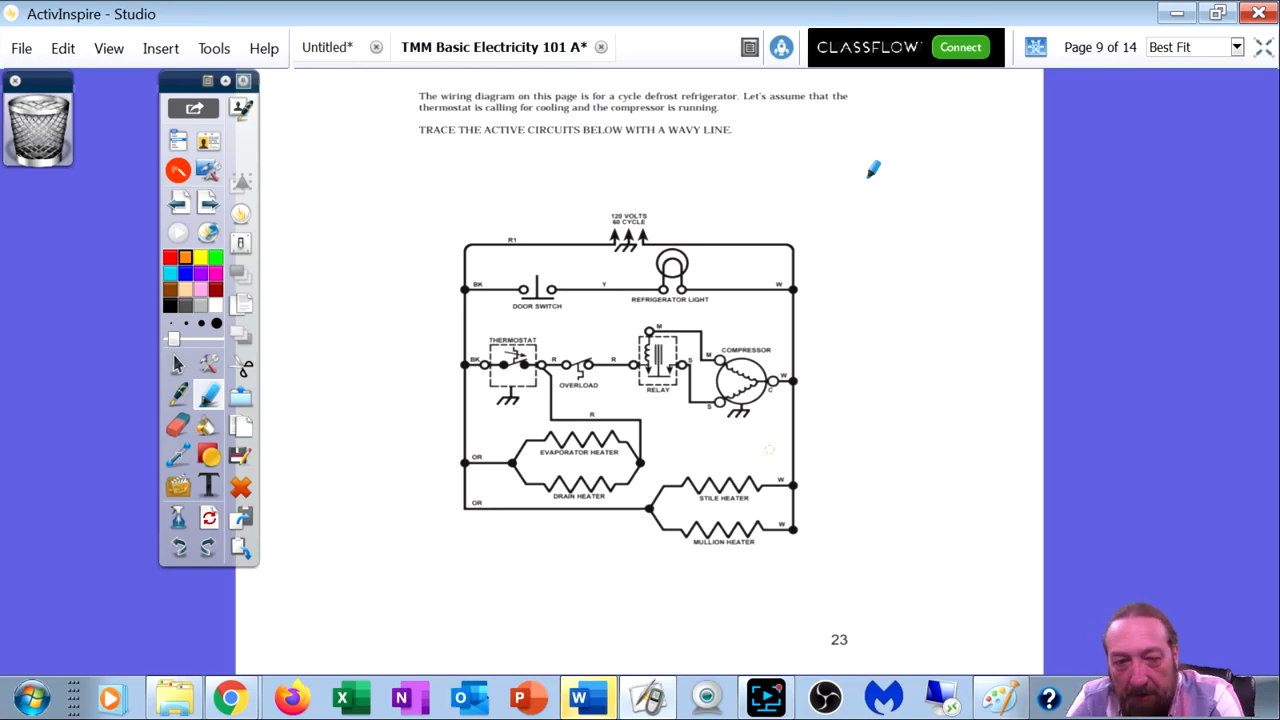 ActivInspire - Studio
File Edit View Insert Tools Help
Untitled*
TMM Basic Electricity 101 A*
CLASSFLOW
Connect
Page 9 of 14
Best Fit
The wiring diagram on this page is for a cycle defrost refrigerator. Let's assume that the
thermostat is calling for cooling and the compressor is running.
TRACE THE ACTIVE CIRCUITS BELOW WITH A WAVY LINE.
120 VOLTS
60 CYCLE
R1
BK
Y
W
DOOR SWITCH
REFRIGERATOR LIGHT
M
THERMOSTAT
COMPRESSOR
BK
R
R
S
M
W
OVERLOAD
RELAY
C
S
R
OR
EVAPORATOR HEATER
W
DRAIN HEATER
STILE HEATER
OR
W
MULLION HEATER
23